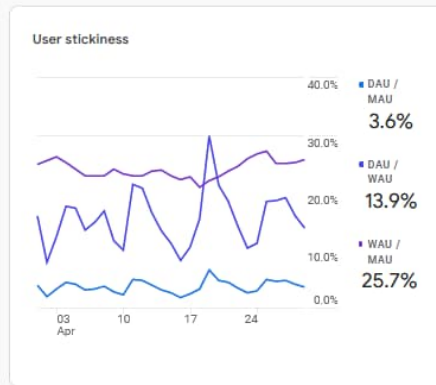 User stickiness
40.0%
30.0%
20.0%
10.0%
0.0%
03
Apr
10
17
24
DAU /
MAU
3.6%
DAU /
WAU
13.9%
WAU /
MAU
25.7%